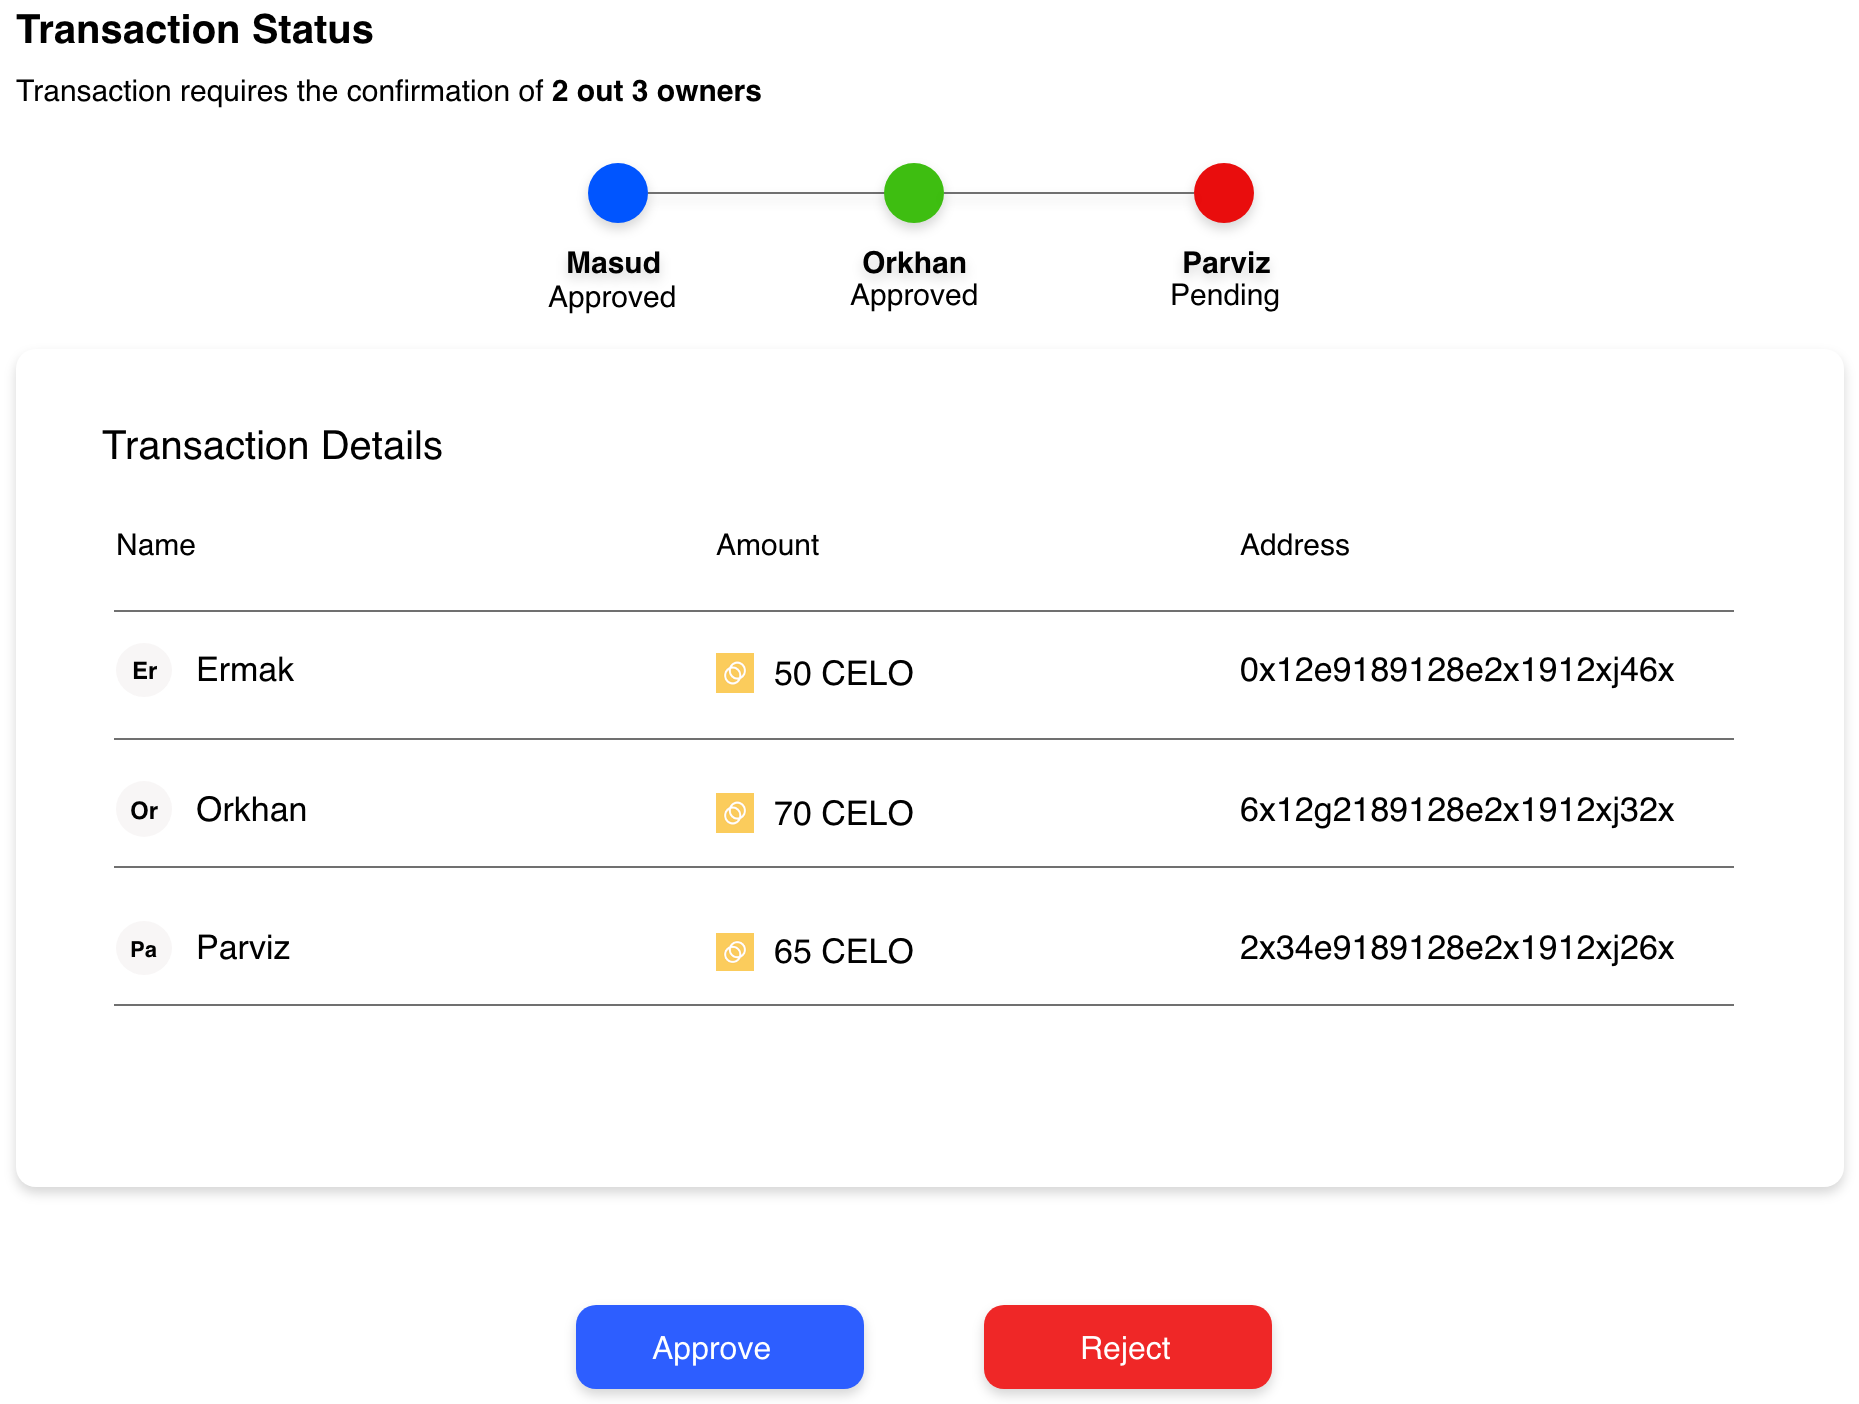 Transaction Status
Transaction requires the confirmation of 2 out 3 owners
Masud Orkhan Parviz
Approved Approved Pending
Transaction Details
Name Amount Address
Er Ermak 50 CELO 0x12e9189128e2x1912xj46x
Or Orkhan 70 CELO 6x12g2189128e2x1912xj32x
Pa Parviz 65 CELO 2x34e9189128e2x1912xj26x
Approve Reject